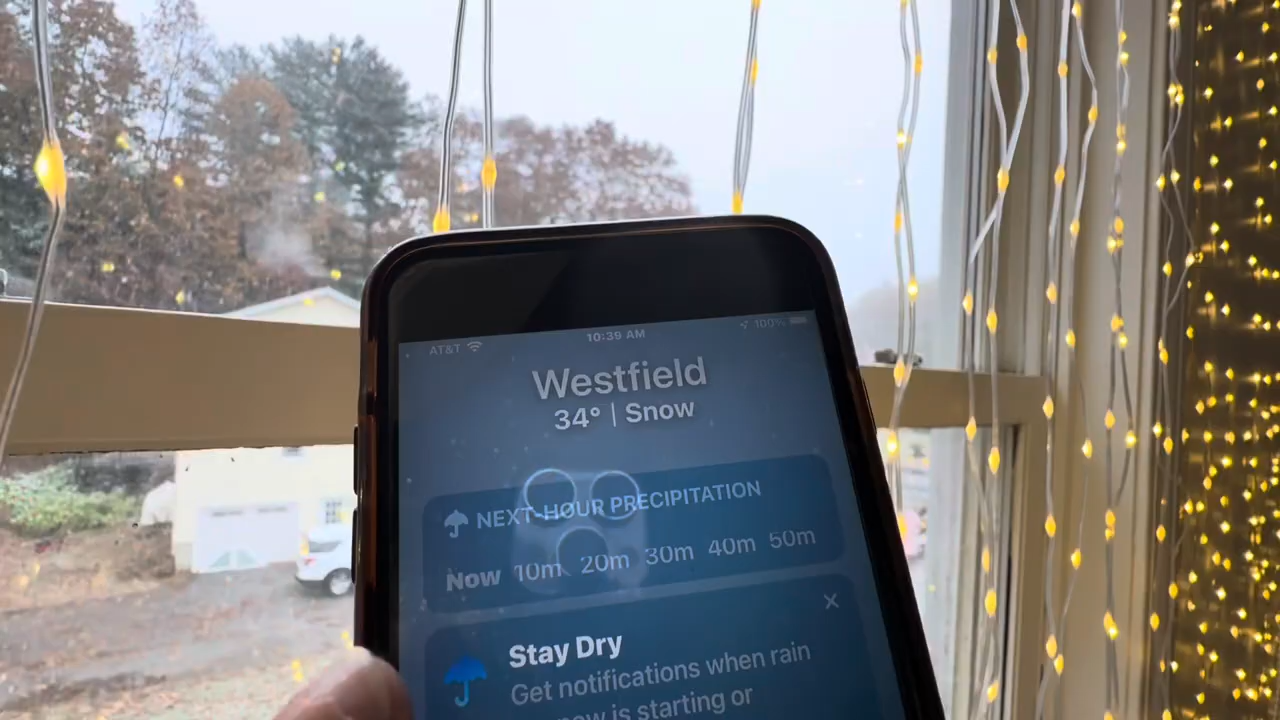 AT&T 10:39 AM 100%
Westfield
34° | Snow
NEXT-HOUR PRECIPITATION
Now 10m 20m 30m 40m 50m
Stay Dry
Get notifications when rain
is starting or